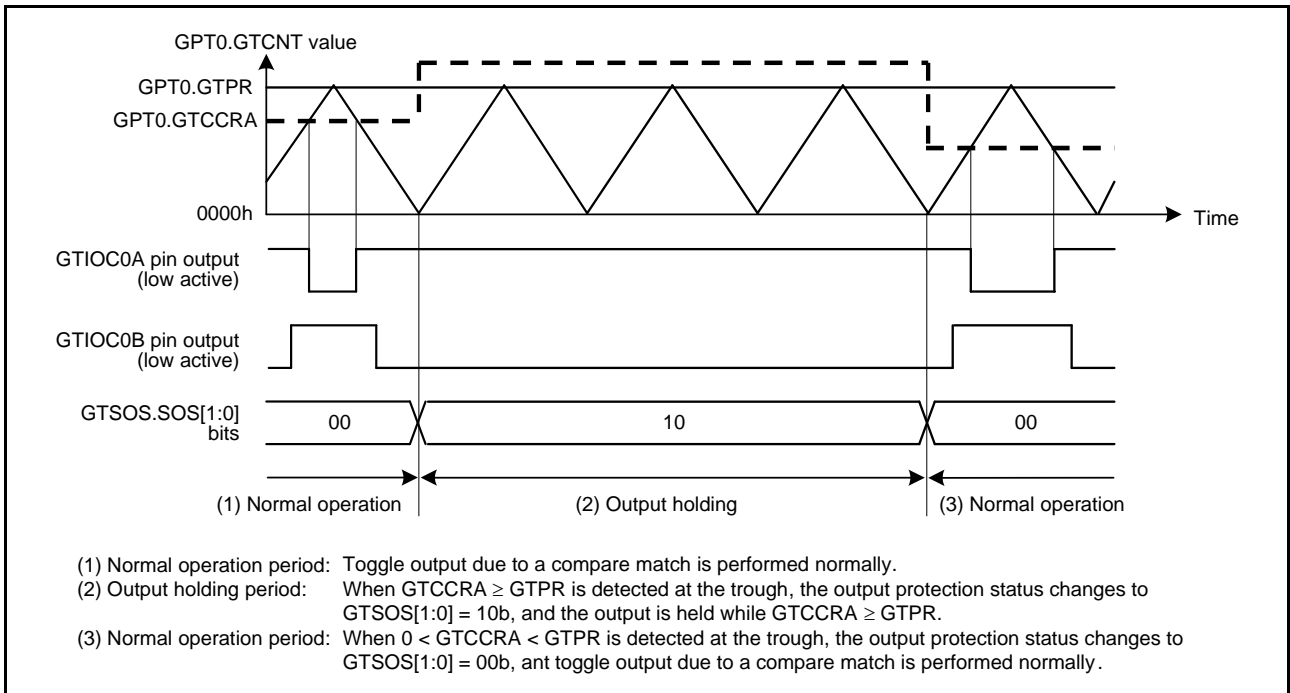 GPT0.GTCNT value
GPT0.GTPR
GPT0.GTCCRA
0000h
Time
GTIOC0A pin output
(low active)
GTIOC0B pin output
(low active)
GTSOS.SOS[1:0]
bits
00
10
00
(1) Normal operation
(2) Output holding
(3) Normal operation
(1) Normal operation period: Toggle output due to a compare match is performed normally.
(2) Output holding period: When GTCCRA ≥ GTPR is detected at the trough, the output protection status changes to
GTSOS[1:0] = 10b, and the output is held while GTCCRA ≥ GTPR.
(3) Normal operation period: When 0 < GTCCRA < GTPR is detected at the trough, the output protection status changes to
GTSOS[1:0] = 00b, ant toggle output due to a compare match is performed normally.